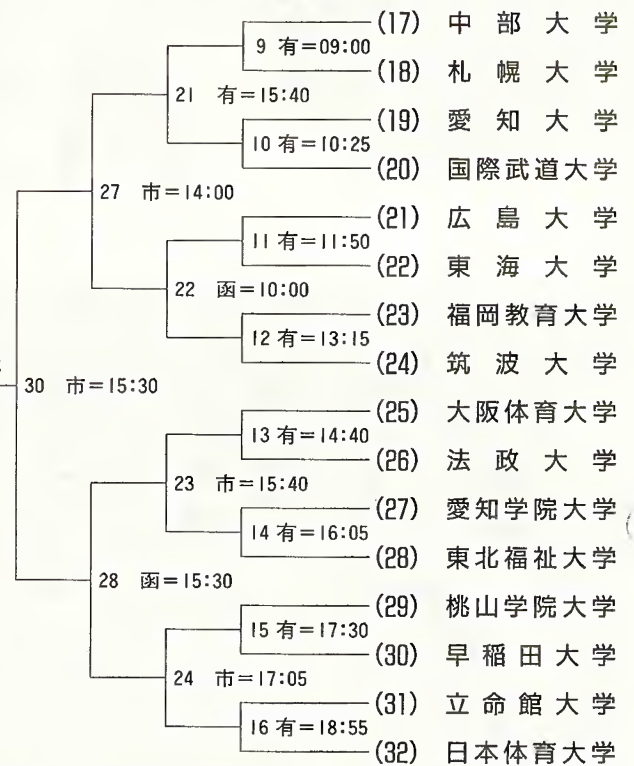 (17) 中部大学
9 有=09:00
(18) 札幌大学
21 有=15:40
(19) 愛知大学
10 有=10:25
(20) 国際武道大学
27 市=14:00
(21) 広島大学
11 有=11:50
(22) 東海大学
22 函=10:00
(23) 福岡教育大学
12 有=13:15
(24) 筑波大学
30 市=15:30
(25) 大阪体育大学
13 有=14:40
(26) 法政大学
23 市=15:40
(27) 愛知学院大学
14 有=16:05
(28) 東北福祉大学
28 函=15:30
(29) 桃山学院大学
15 有=17:30
(30) 早稲田大学
24 市=17:05
(31) 立命館大学
16 有=18:55
(32) 日本体育大学